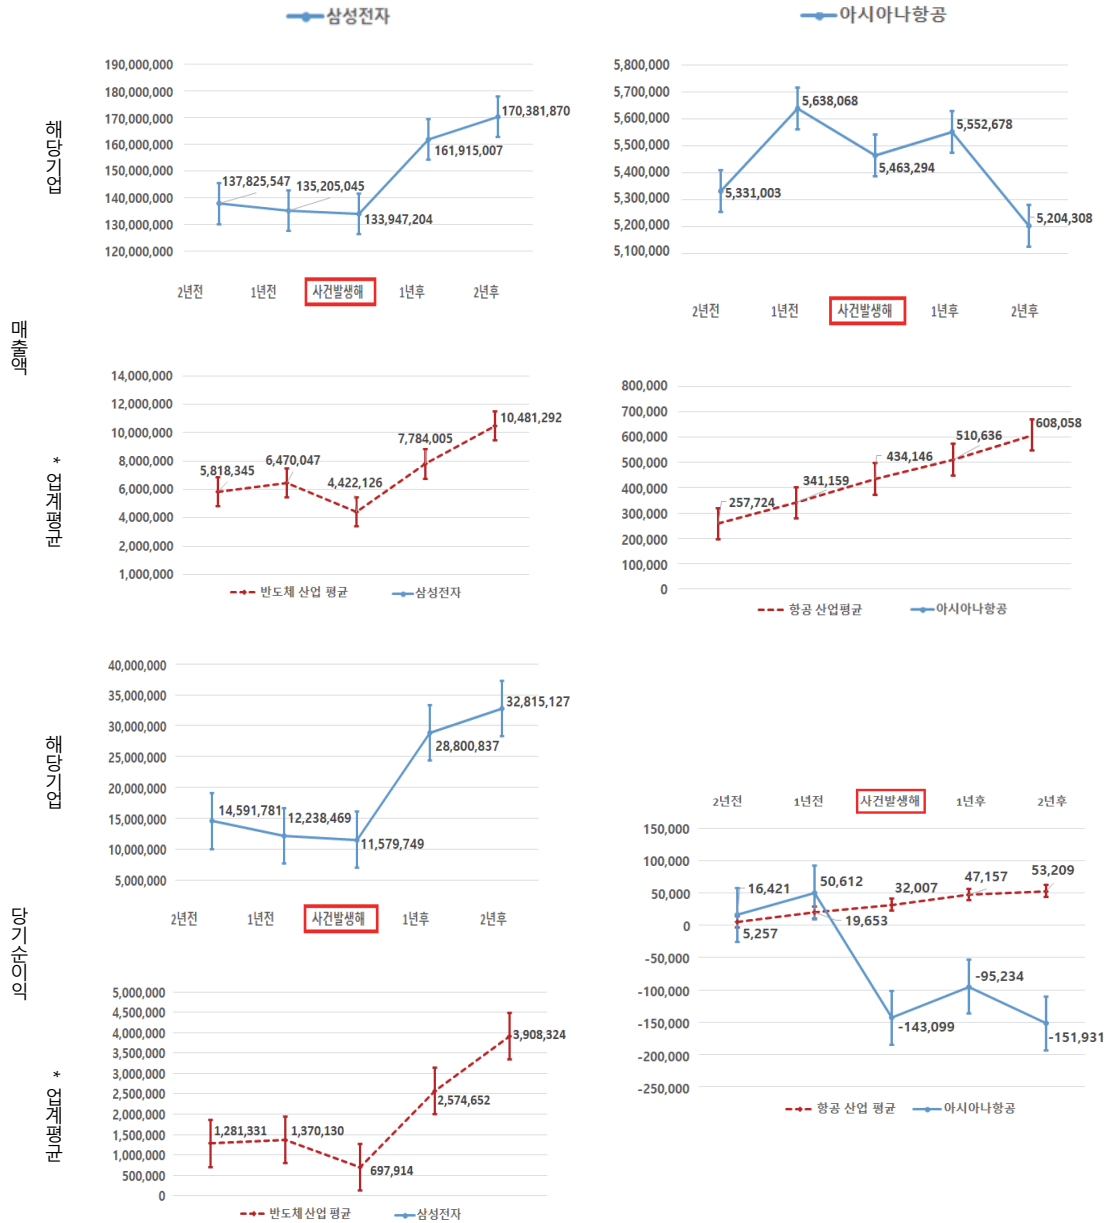 삼성전자
아시아나항공
매출액
해당기업
190,000,000
180,000,000
170,000,000
160,000,000
150,000,000
140,000,000
130,000,000
120,000,000
137,825,547
135,205,045
133,947,204
161,915,007
170,381,870
2년전
1년전
사건발생해
1년후
2년후
5,800,000
5,700,000
5,600,000
5,500,000
5,400,000
5,300,000
5,200,000
5,100,000
5,331,003
5,638,068
5,463,294
5,552,678
5,204,308
2년전
1년전
사건발생해
1년후
2년후
* 업계평균
14,000,000
12,000,000
10,000,000
8,000,000
6,000,000
4,000,000
2,000,000
1,000,000
5,818,345
6,470,047
4,422,126
7,784,005
10,481,292
반도체 산업 평균
삼성전자
800,000
700,000
600,000
500,000
400,000
300,000
200,000
100,000
0
257,724
341,159
434,146
510,636
608,058
항공 산업평균
아시아나항공
당기순이익
해당기업
40,000,000
35,000,000
30,000,000
25,000,000
20,000,000
15,000,000
10,000,000
5,000,000
14,591,781
12,238,469
11,579,749
28,800,837
32,815,127
2년전
1년전
사건발생해
1년후
2년후
* 업계평균
5,000,000
4,500,000
4,000,000
3,500,000
3,000,000
2,500,000
2,000,000
1,500,000
1,000,000
500,000
0
1,281,331
1,370,130
697,914
2,574,652
3,908,324
반도체 산업 평균
삼성전자
2년전
1년전
사건발생해
1년후
2년후
150,000
100,000
50,000
0
-50,000
-100,000
-150,000
-200,000
-250,000
16,421
5,257
50,612
19,653
32,007
47,157
53,209
-143,099
-95,234
-151,931
항공 산업 평균
아시아나항공